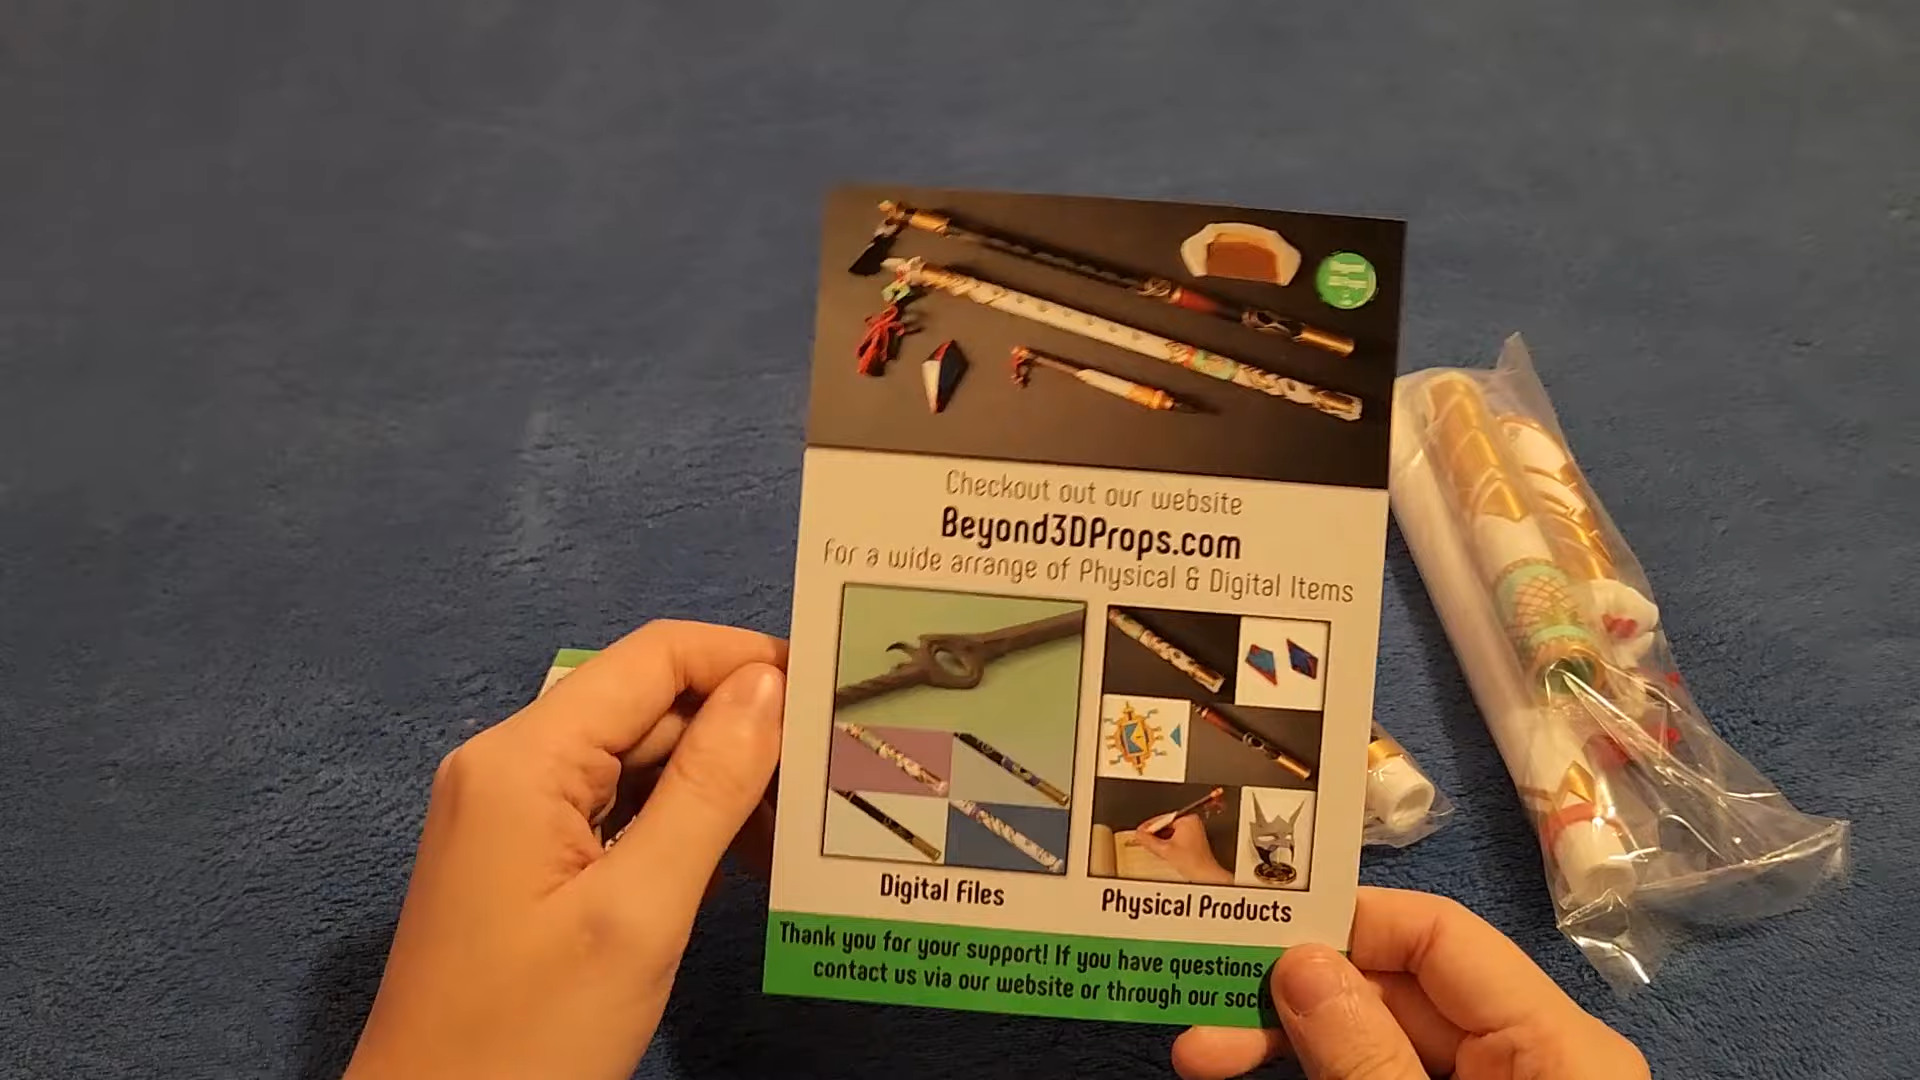 Checkout out our website
Beyond3DProps.com
For a wide arrange of Physical & Digital Items
Digital Files
Physical Products
Thank you for your support! If you have questions
contact us via our website or through our